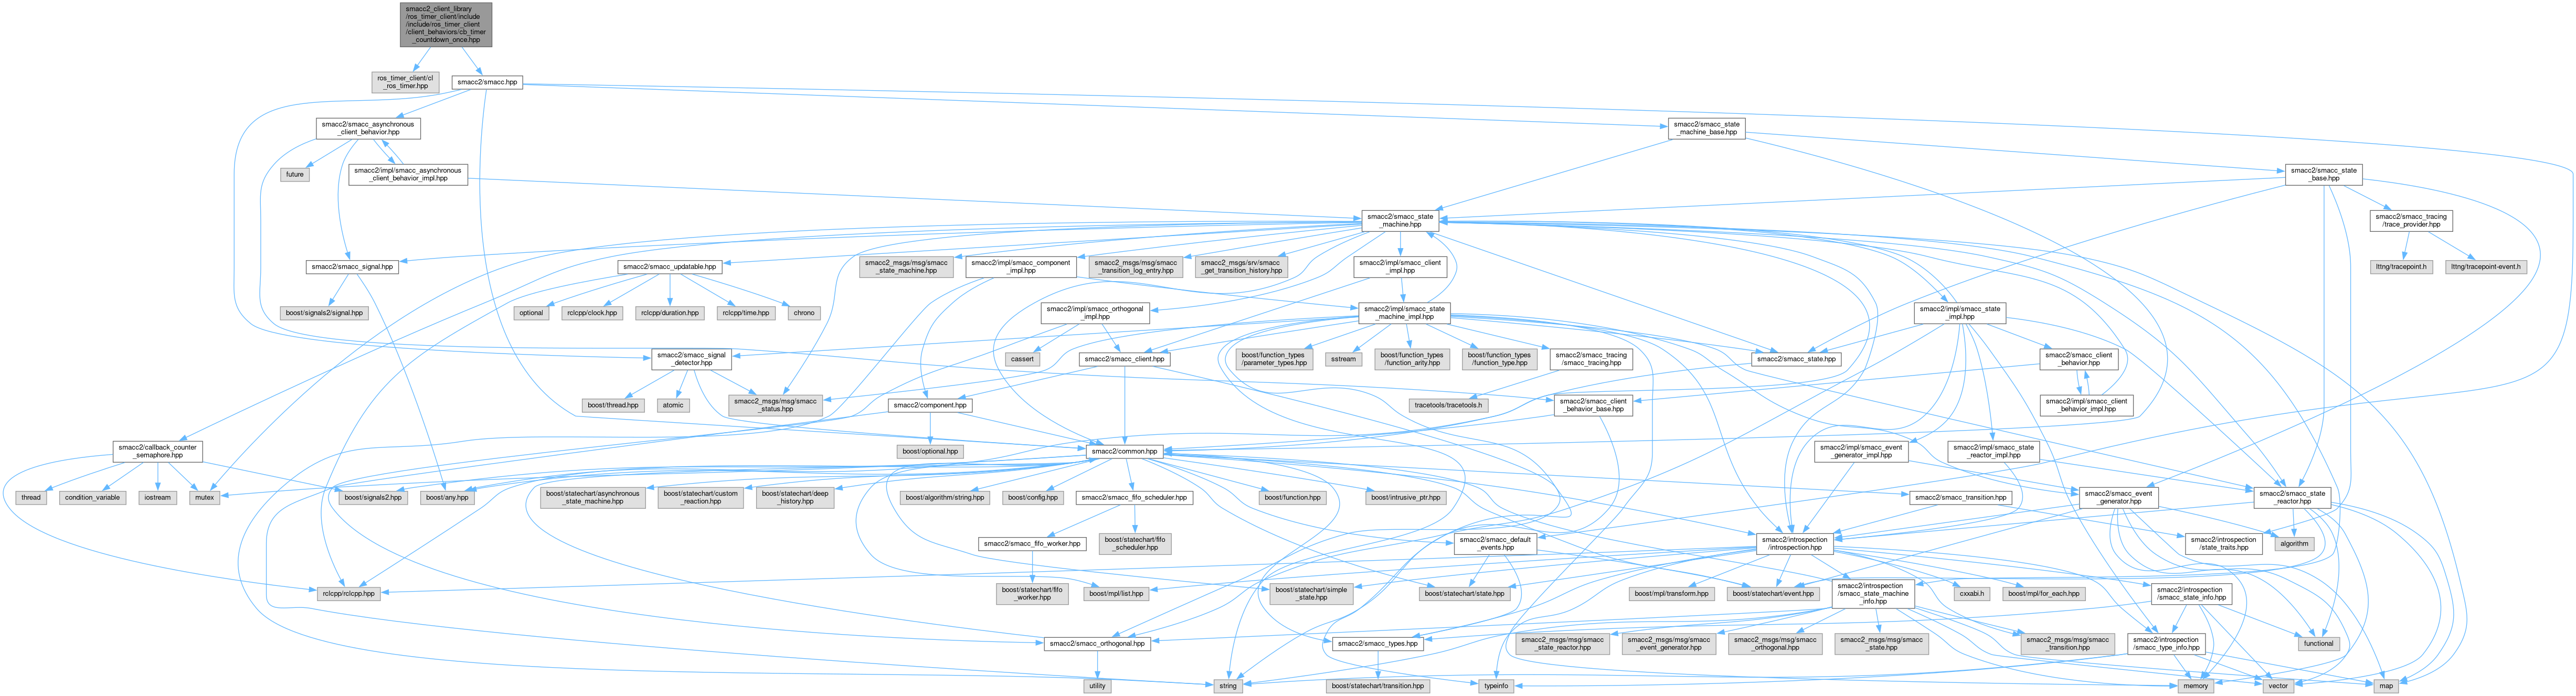 smacc2_client_library
/ros_timer_client/include
/include/ros_timer_client
/client_behaviors/cb_timer
_countdown_once.hpp
ros_timer_client/cl
_ros_timer.hpp
smacc2/smacc.hpp
smacc2/smacc_asynchronous
_client_behavior.hpp
smacc2/smacc_state
_machine_base.hpp
future
smacc2/impl/smacc_asynchronous
_client_behavior_impl.hpp
smacc2/smacc_state
_base.hpp
smacc2/smacc_state
_machine.hpp
smacc2/smacc_tracing
/trace_provider.hpp
smacc2/smacc_signal.hpp
smacc2/smacc_updatable.hpp
smacc2_msgs/msg/smacc
_state_machine.hpp
smacc2/impl/smacc_component
_impl.hpp
smacc2_msgs/msg/smacc
_transition_log_entry.hpp
smacc2_msgs/srv/smacc
_get_transition_history.hpp
smacc2/impl/smacc_client
_impl.hpp
lttng/tracepoint.h
lttng/tracepoint-event.h
boost/signals2/signal.hpp
optional
rclcpp/clock.hpp
rclcpp/duration.hpp
rclcpp/time.hpp
chrono
smacc2/impl/smacc_orthogonal
_impl.hpp
smacc2/impl/smacc_state
_machine_impl.hpp
smacc2/impl/smacc_state
_impl.hpp
smacc2/smacc_signal
_detector.hpp
cassert
smacc2/smacc_client.hpp
boost/function_types
/parameter_types.hpp
sstream
boost/function_types
/function_arity.hpp
boost/function_types
/function_type.hpp
smacc2/smacc_tracing
/smacc_tracing.hpp
smacc2/smacc_state.hpp
smacc2/smacc_client
_behavior.hpp
boost/thread.hpp
atomic
smacc2_msgs/msg/smacc
_status.hpp
smacc2/component.hpp
tracetools/tracetools.h
smacc2/smacc_client
_behavior_base.hpp
smacc2/impl/smacc_client
_behavior_impl.hpp
smacc2/callback_counter
_semaphore.hpp
boost/optional.hpp
smacc2/common.hpp
smacc2/impl/smacc_event
_generator_impl.hpp
smacc2/impl/smacc_state
_reactor_impl.hpp
thread
condition_variable
iostream
mutex
boost/signals2.hpp
boost/any.hpp
boost/statechart/asynchronous
_state_machine.hpp
boost/statechart/custom
_reaction.hpp
boost/statechart/deep
_history.hpp
boost/algorithm/string.hpp
boost/config.hpp
smacc2/smacc_fifo_scheduler.hpp
boost/function.hpp
boost/intrusive_ptr.hpp
smacc2/smacc_transition.hpp
smacc2/smacc_event
_generator.hpp
smacc2/smacc_state
_reactor.hpp
smacc2/smacc_fifo_worker.hpp
boost/statechart/fifo
_scheduler.hpp
smacc2/smacc_default
_events.hpp
smacc2/introspection
/introspection.hpp
smacc2/introspection
/state_traits.hpp
algorithm
rclcpp/rclcpp.hpp
boost/statechart/fifo
_worker.hpp
boost/mpl/list.hpp
boost/statechart/simple
_state.hpp
boost/statechart/state.hpp
boost/mpl/transform.hpp
boost/statechart/event.hpp
smacc2/introspection
/smacc_state_machine
_info.hpp
cxxabi.h
boost/mpl/for_each.hpp
smacc2/introspection
/smacc_state_info.hpp
smacc2/smacc_orthogonal.hpp
smacc2/smacc_types.hpp
smacc2_msgs/msg/smacc
_state_reactor.hpp
smacc2_msgs/msg/smacc
_event_generator.hpp
smacc2_msgs/msg/smacc
_orthogonal.hpp
smacc2_msgs/msg/smacc
_state.hpp
smacc2_msgs/msg/smacc
_transition.hpp
smacc2/introspection
/smacc_type_info.hpp
functional
utility
string
boost/statechart/transition.hpp
typeinfo
memory
vector
map